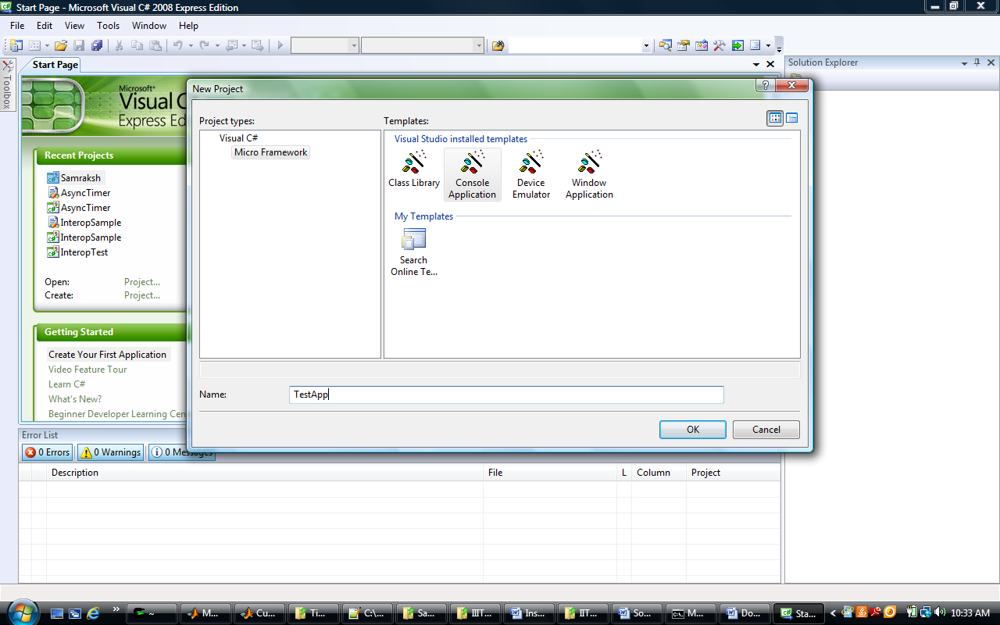 Start Page - Microsoft Visual C# 2008 Express Edition
File Edit View Tools Window Help
Toolbox
Start Page
Solution Explorer
Microsoft®
Visual C
Express Ed
New Project
Project types:
Templates:
Visual C#
Micro Framework
Visual Studio installed templates
Class Library
Console Application
Device Emulator
Window Application
My Templates
Search Online Te...
Name:
TestApp
OK
Cancel
Recent Projects
Samraksh
AsyncTimer
AsyncTimer
InteropSample
InteropSample
InteropTest
Open: Project...
Create: Project...
Getting Started
Create Your First Application
Video Feature Tour
Learn C#
What's New?
Beginner Developer Learning Cen
Error List
0 Errors
0 Warnings
0 Messages
Description File L Column Project
~
M...
Cu...
Ti...
C:\...
Sa...
IIIT...
Ins...
IIT...
So...
M...
Do...
Sta...
10:33 AM